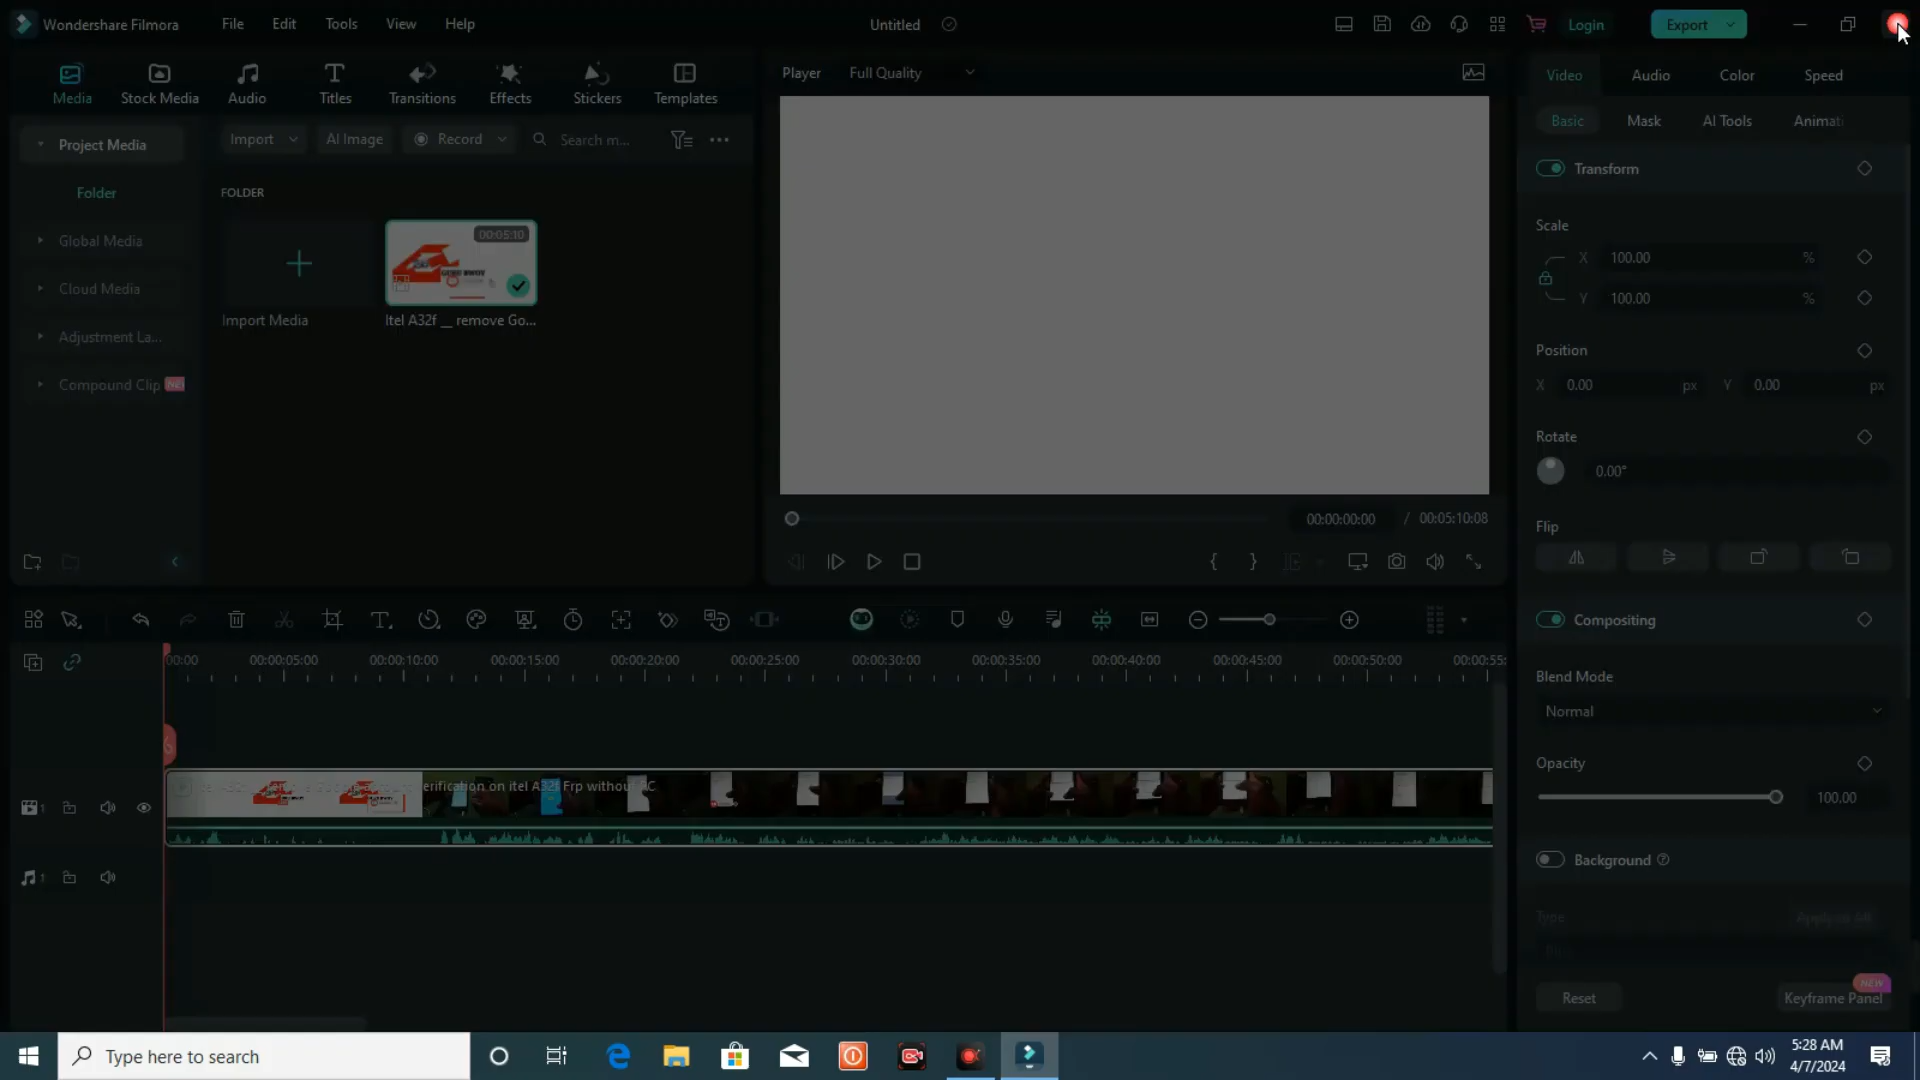 Wondershare Filmora File Edit Tools View Help Untitled Login Export
Media Stock Media Audio Titles Transitions Effects Stickers Templates
Player Full Quality
Video Audio Color Speed
Basic Mask AI Tools Animati
Project Media Import AI Image Record Search m...
Folder FOLDER
Global Media
Cloud Media
Adjustment La...
Compound Clip
00:05:10
Import Media Itel A32f __ remove Go...
00:00:00:00 / 00:05:10:08
Transform
Scale
X 100.00 %
Y 100.00 %
Position
X 0.00 px Y 0.00 px
Rotate
0.00°
Flip
Compositing
Blend Mode
Normal
Opacity
100.00
Background
Type Apply to All
Reset Keyframe Panel
NEW
00:00 00:00:05:00 00:00:10:00 00:00:15:00 00:00:20:00 00:00:25:00 00:00:30:00 00:00:35:00 00:00:40:00 00:00:45:00 00:00:50:00 00:00:55:
erification on itel A32f Frp without PC
1
1
Type here to search
5:28 AM
4/7/2024